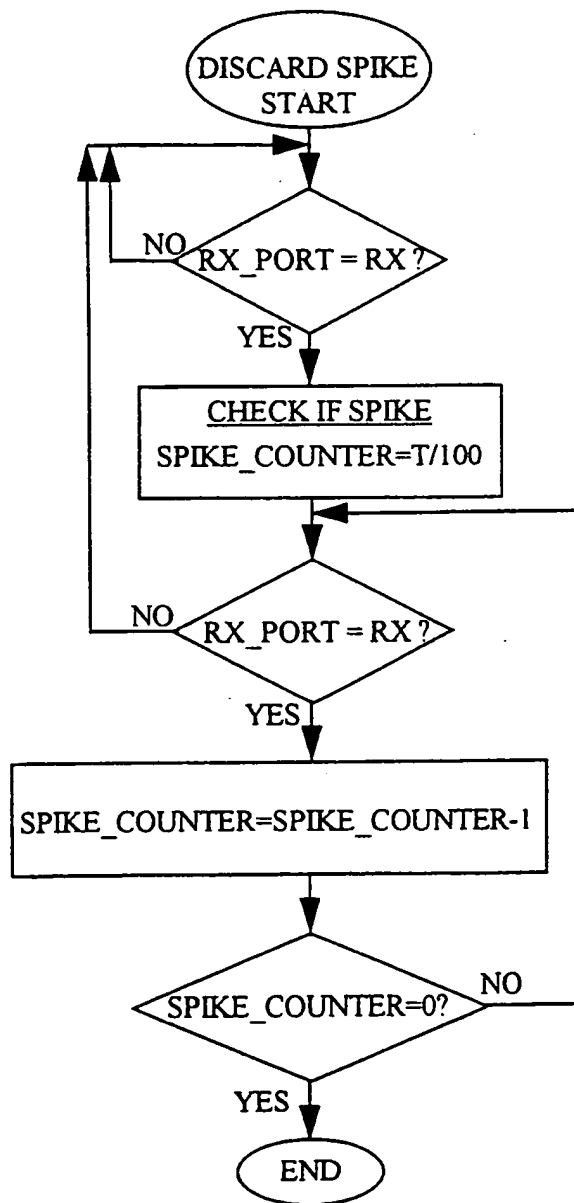 DISCARD SPIKE
START
NO
RX_PORT = RX ?
YES
CHECK IF SPIKE
SPIKE_COUNTER=T/100
NO
RX_PORT = RX ?
YES
SPIKE_COUNTER=SPIKE_COUNTER-1
SPIKE_COUNTER=0?
NO
YES
END